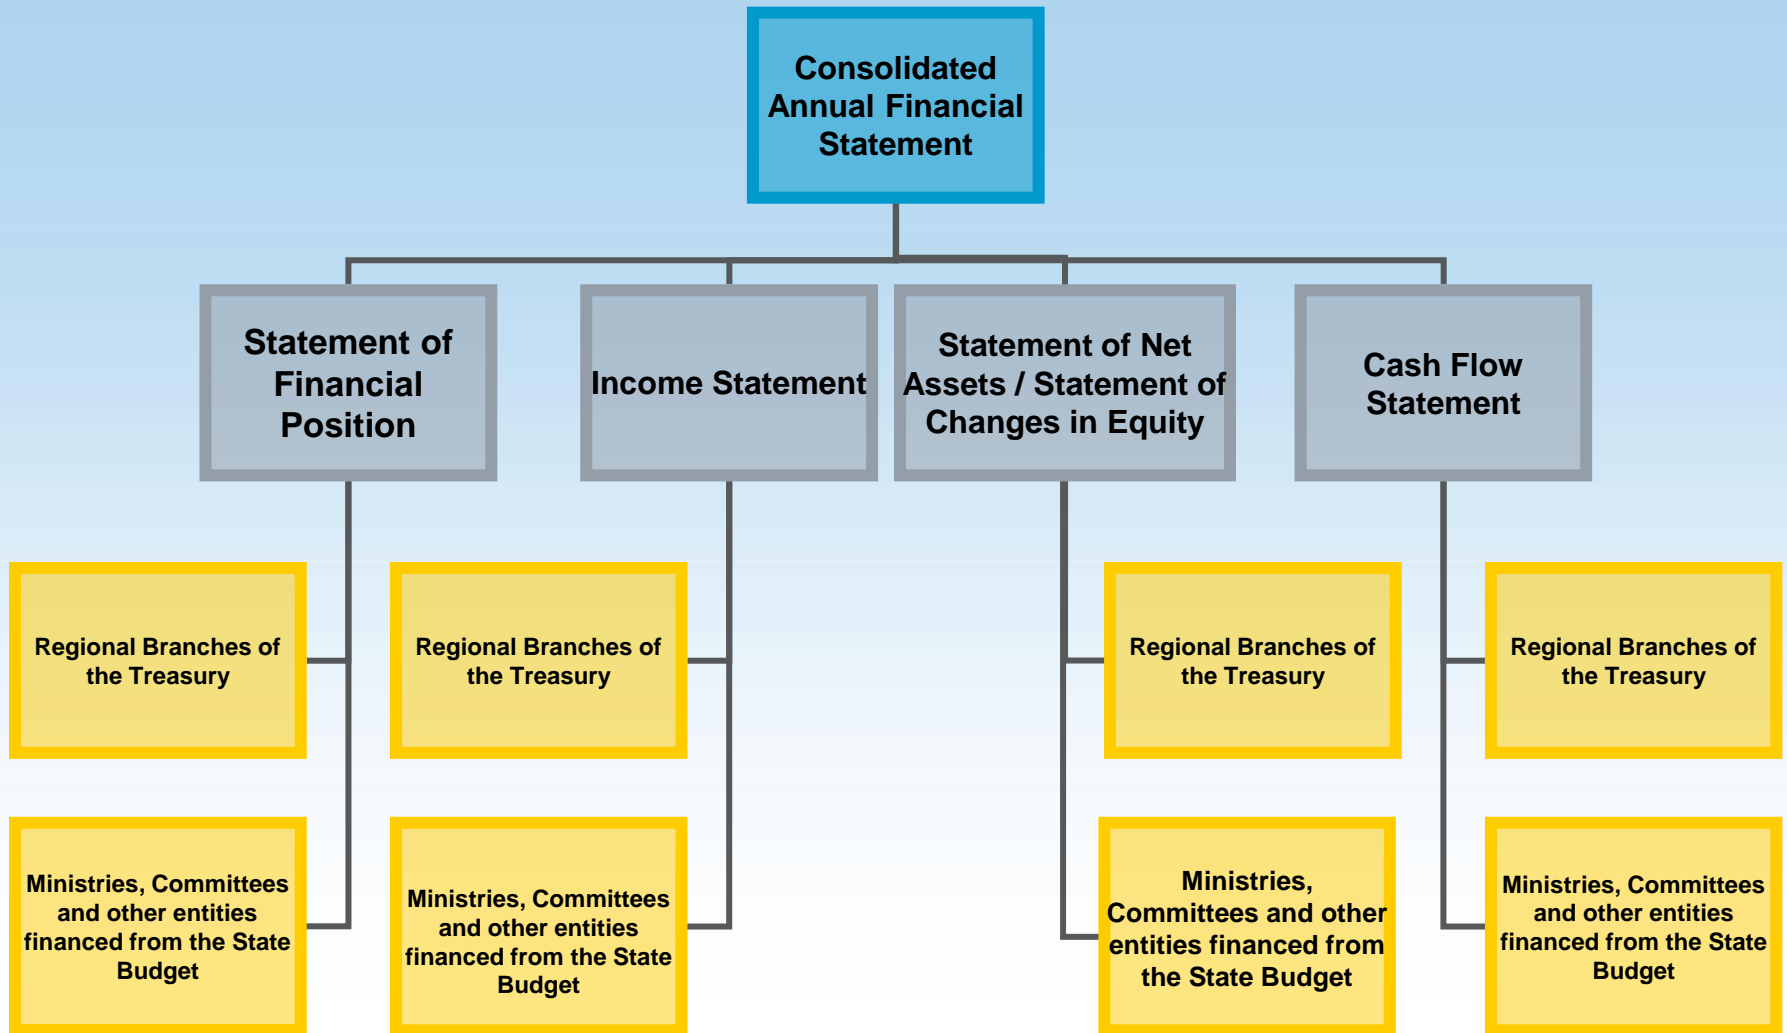 Consolidated
Annual Financial
Statement
Statement of
Financial
Position
Income Statement
Statement of Net
Assets / Statement of
Changes in Equity
Cash Flow
Statement
Regional Branches of
the Treasury
Regional Branches of
the Treasury
Regional Branches of
the Treasury
Regional Branches of
the Treasury
Ministries, Committees
and other entities
financed from the State
Budget
Ministries, Committees
and other entities
financed from the State
Budget
Ministries,
Committees and other
entities financed from
the State Budget
Ministries, Committees
and other entities
financed from the State
Budget